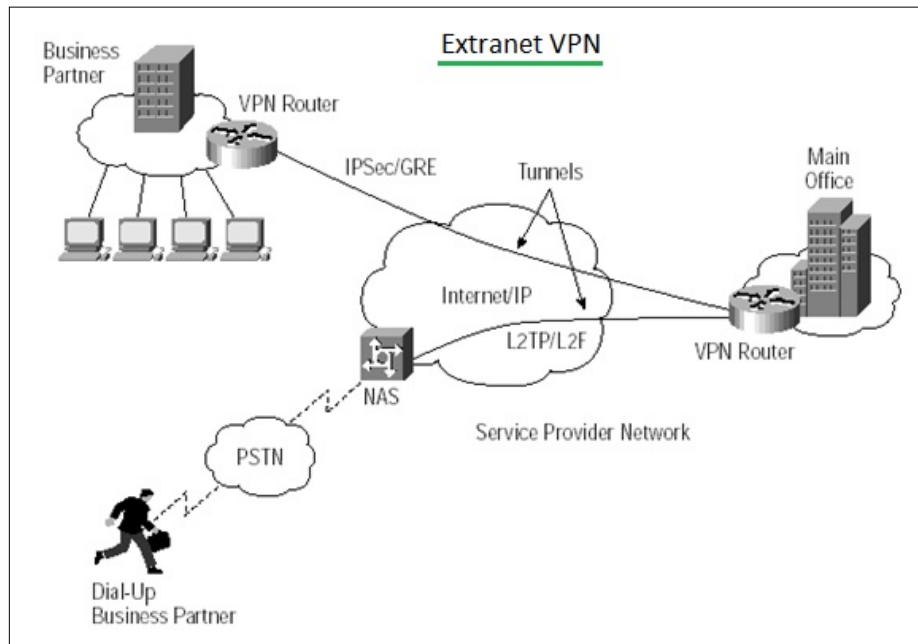 Extranet VPN
Business
Partner
VPN Router
IPSec/GRE
Tunnels
Main
Office
Internet/IP
L2TP/L2F
VPN Router
NAS
Service Provider Network
PSTN
Dial-Up
Business Partner